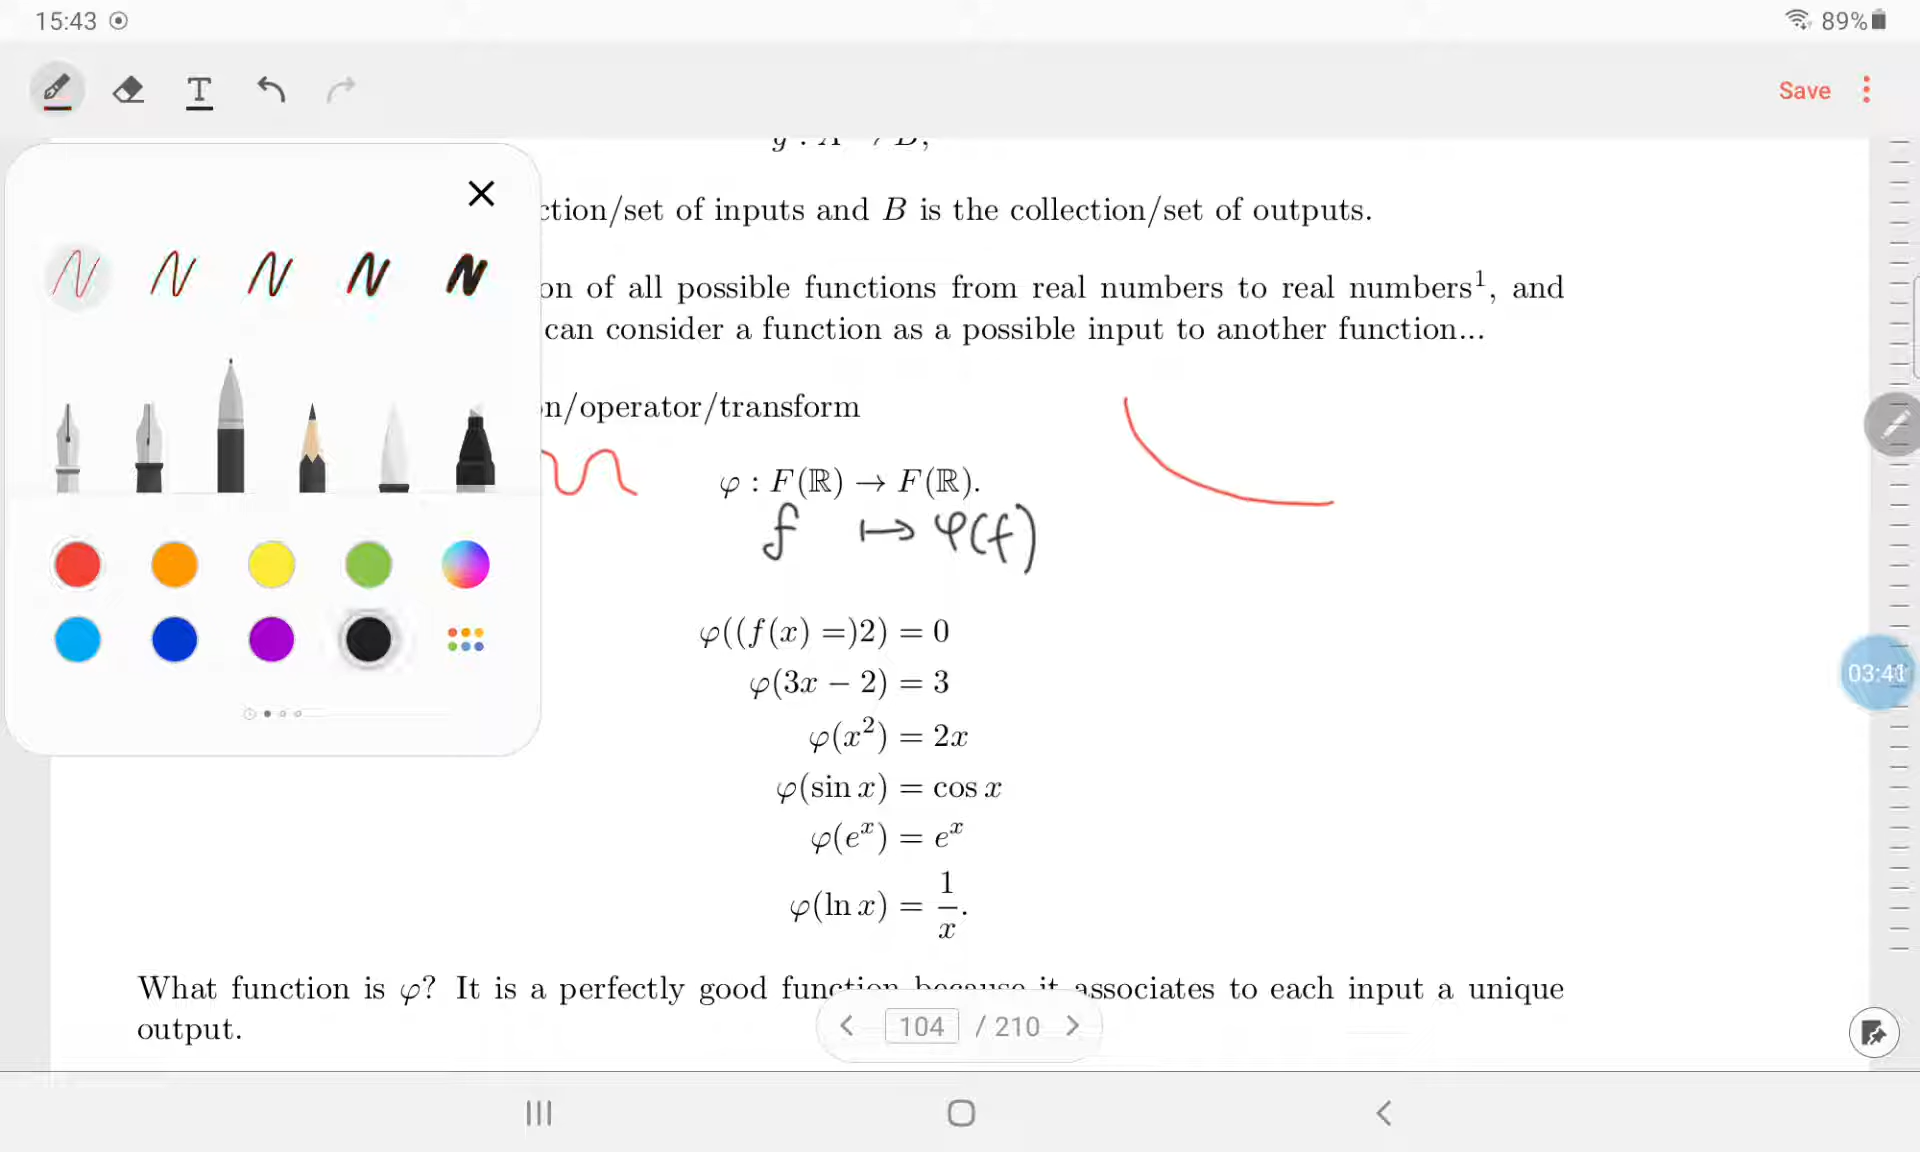 15:43
89%
T
Save
ction/set of inputs and B is the collection/set of outputs.
on of all possible functions from real numbers to real numbers¹, and
can consider a function as a possible input to another function...
n/operator/transform
φ : F(ℝ) → F(ℝ).
f ↦ φ(f)
φ((f(x) =)2) = 0
φ(3x − 2) = 3
φ(x²) = 2x
φ(sin x) = cos x
φ(eˣ) = eˣ
φ(ln x) = 1/x.
03:41
What function is φ? It is a perfectly good function because it associates to each input a unique
output.
104 / 210